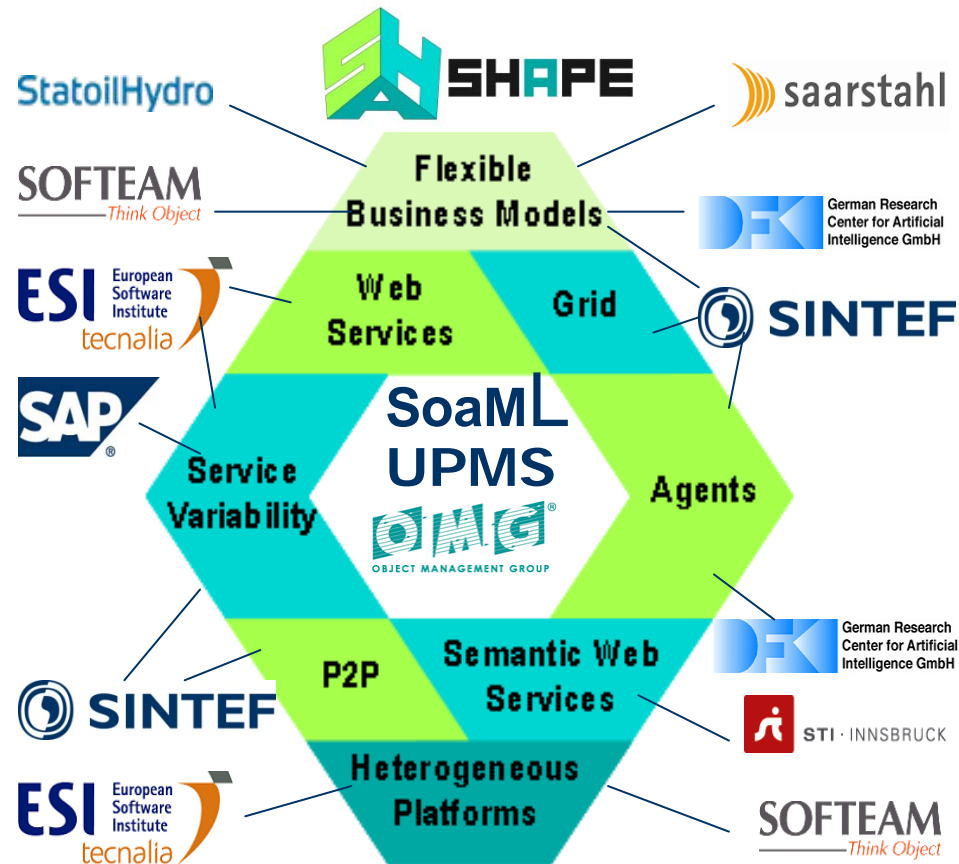 SHA
SHAPE
StatoilHydro
saarstahl
Flexible
Business Models
SOFTEAM
Think Object
DFKI
German Research
Center for Artificial
Intelligence GmbH
ESI
European
Software
Institute
tecnalia
Web
Services
Grid
SINTEF
SAP®
SoaML
UPMS
OMG®
OBJECT MANAGEMENT GROUP
Service
Variability
Agents
DFKI
German Research
Center for Artificial
Intelligence GmbH
P2P
Semantic Web
Services
SINTEF
STI · INNSBRUCK
Heterogeneous
Platforms
ESI
European
Software
Institute
tecnalia
SOFTEAM
Think Object